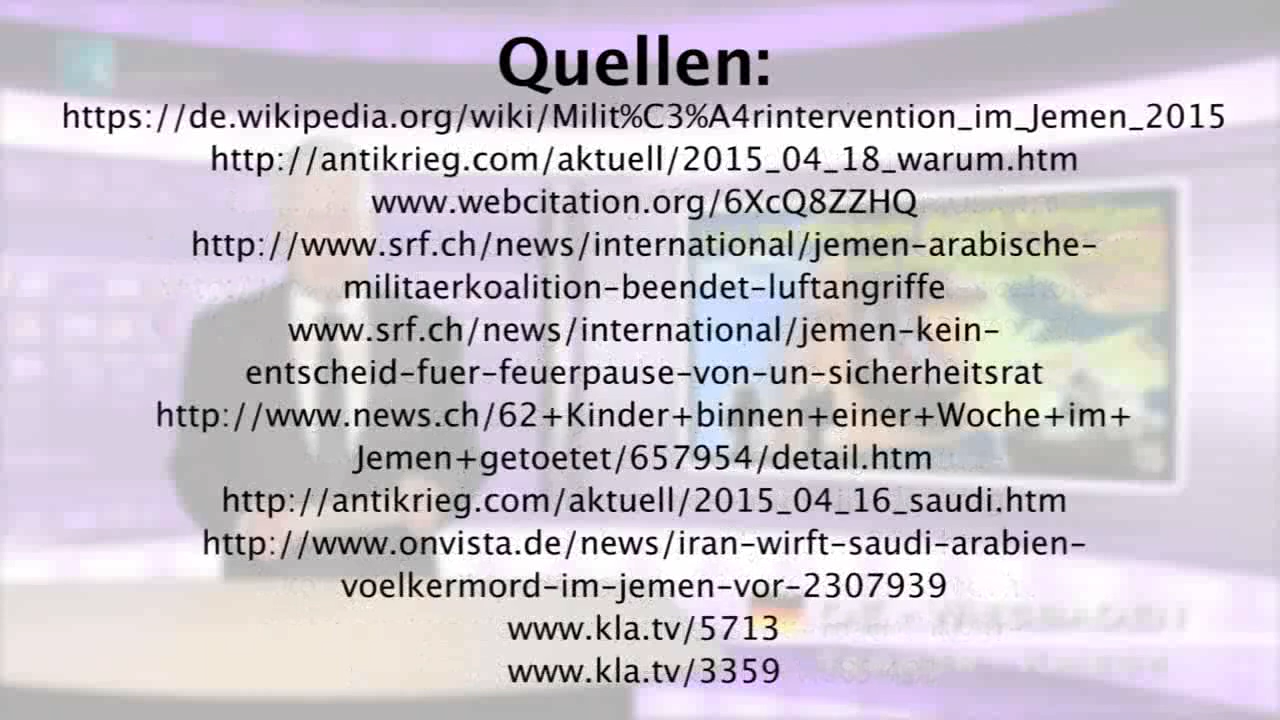 Quellen:
https://de.wikipedia.org/wiki/Milit%C3%A4rintervention_im_Jemen_2015
http://antikrieg.com/aktuell/2015_04_18_warum.htm
www.webcitation.org/6XcQ8ZZHQ
http://www.srf.ch/news/international/jemen-arabische-
militaerkoalition-beendet-luftangriffe
www.srf.ch/news/international/jemen-kein-
entscheid-fuer-feuerpause-von-un-sicherheitsrat
http://www.news.ch/62+Kinder+binnen+einer+Woche+im+
Jemen+getoetet/657954/detail.htm
http://antikrieg.com/aktuell/2015_04_16_saudi.htm
http://www.onvista.de/news/iran-wirft-saudi-arabien-
voelkermord-im-jemen-vor-2307939
www.kla.tv/5713
www.kla.tv/3359